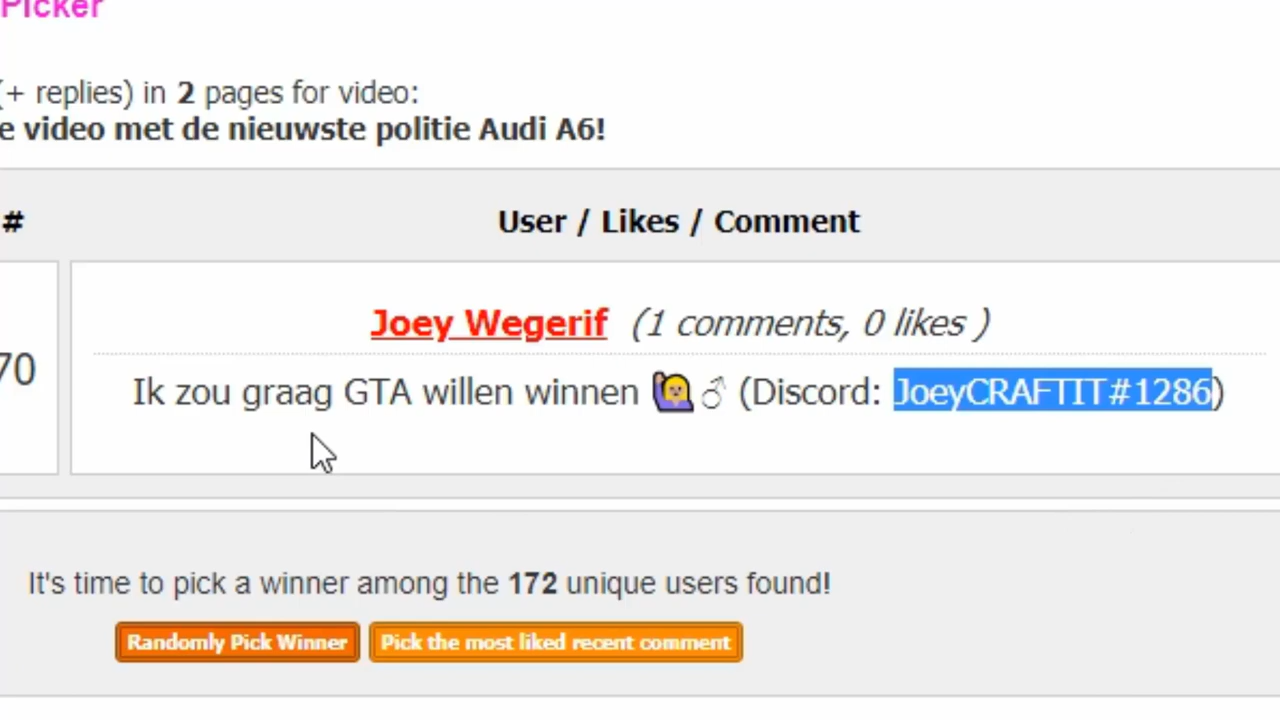 Picker
(+ replies) in 2 pages for video:
e video met de nieuwste politie Audi A6!
# User / Likes / Comment
Joey Wegerif (1 comments, 0 likes )
70 Ik zou graag GTA willen winnen 🙋♂ (Discord: JoeyCRAFTIT#1286)
It's time to pick a winner among the 172 unique users found!
Randomly Pick Winner Pick the most liked recent comment